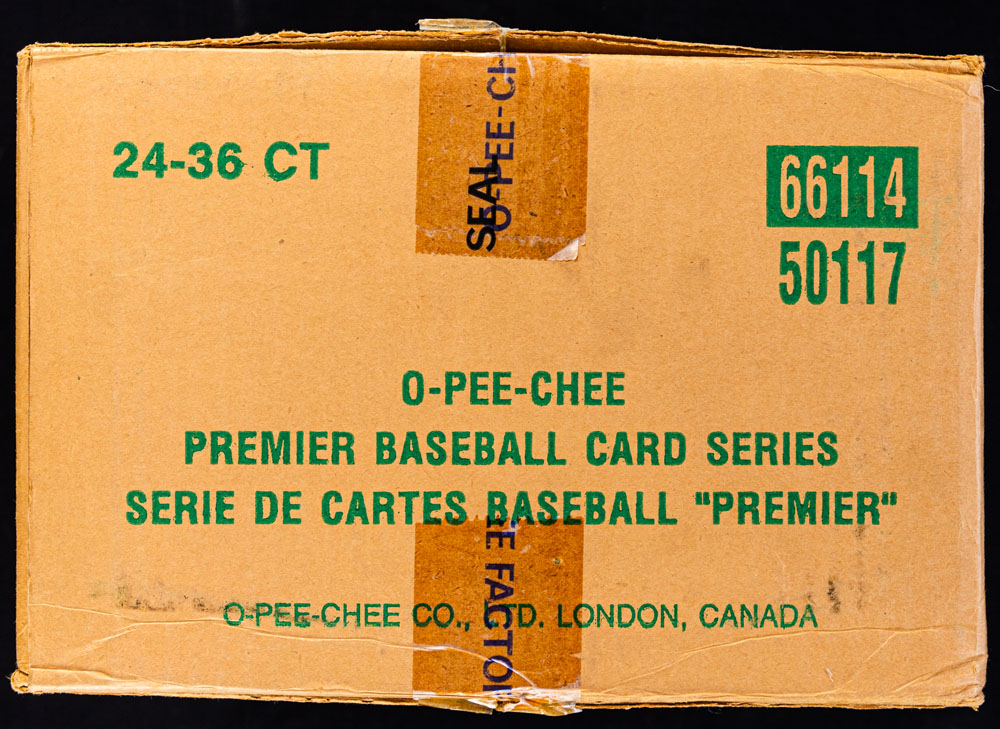 24-36 CT
66114
50117
O-PEE-CH
SEAL
O-PEE-CHEE
PREMIER BASEBALL CARD SERIES
SERIE DE CARTES BASEBALL "PREMIER"
O-PEE-CHEE CO., LTD. LONDON, CANADA
EE FACTO